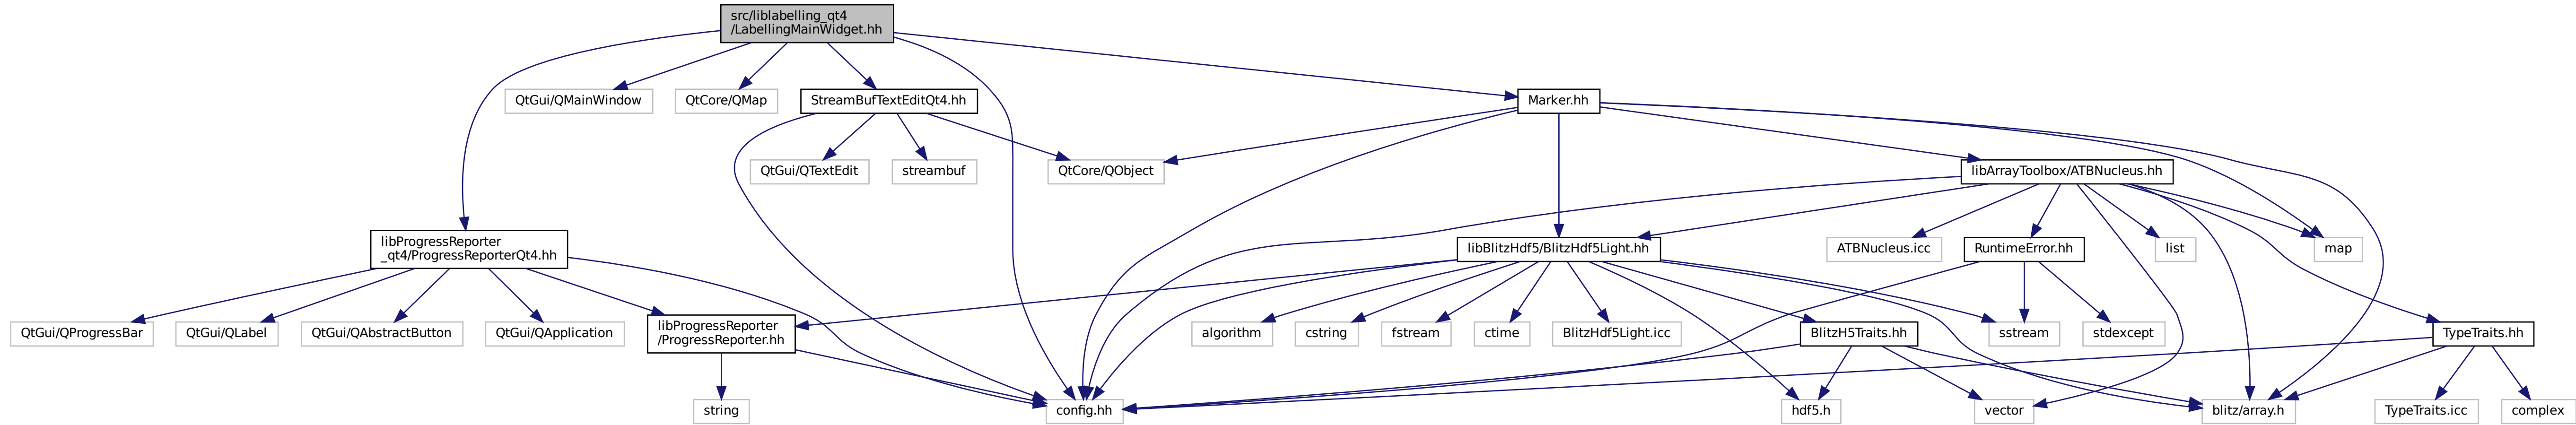 src/liblabelling_qt4
/LabellingMainWidget.hh
QtGui/QMainWindow
QtCore/QMap
StreamBufTextEditQt4.hh
Marker.hh
QtGui/QTextEdit
streambuf
QtCore/QObject
libArrayToolbox/ATBNucleus.hh
libProgressReporter
_qt4/ProgressReporterQt4.hh
libBlitzHdf5/BlitzHdf5Light.hh
ATBNucleus.icc
RuntimeError.hh
list
map
QtGui/QProgressBar
QtGui/QLabel
QtGui/QAbstractButton
QtGui/QApplication
libProgressReporter
/ProgressReporter.hh
algorithm
cstring
fstream
ctime
BlitzHdf5Light.icc
BlitzH5Traits.hh
sstream
stdexcept
TypeTraits.hh
string
config.hh
hdf5.h
vector
blitz/array.h
TypeTraits.icc
complex